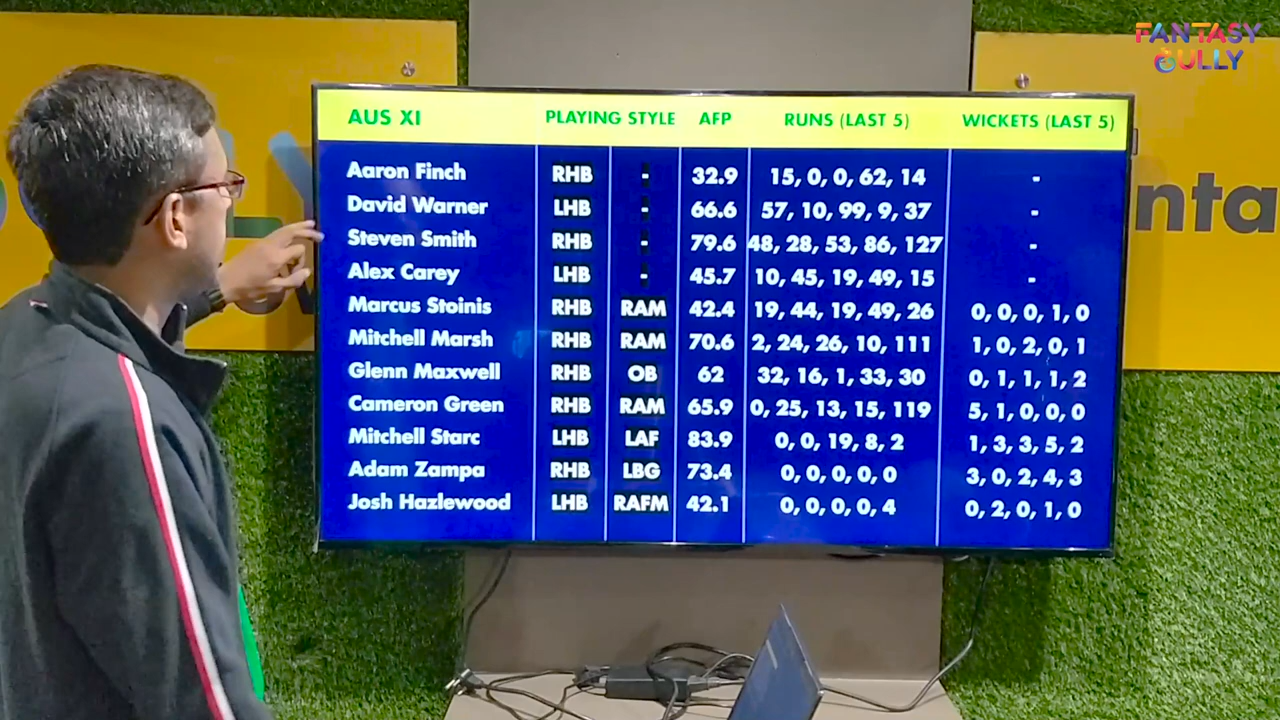 FANTASY
GULLY
AUS XI PLAYING STYLE AFP RUNS (LAST 5) WICKETS (LAST 5)
Aaron Finch RHB - 32.9 15, 0, 0, 62, 14 -
David Warner LHB - 66.6 57, 10, 99, 9, 37 -
Steven Smith RHB - 79.6 48, 28, 53, 86, 127 -
Alex Carey LHB - 45.7 10, 45, 19, 49, 15 -
Marcus Stoinis RHB RAM 42.4 19, 44, 19, 49, 26 0, 0, 0, 1, 0
Mitchell Marsh RHB RAM 70.6 2, 24, 26, 10, 111 1, 0, 2, 0, 1
Glenn Maxwell RHB OB 62 32, 16, 1, 33, 30 0, 1, 1, 1, 2
Cameron Green RHB RAM 65.9 0, 25, 13, 15, 119 5, 1, 0, 0, 0
Mitchell Starc LHB LAF 83.9 0, 0, 19, 8, 2 1, 3, 3, 5, 2
Adam Zampa RHB LBG 73.4 0, 0, 0, 0, 0 3, 0, 2, 4, 3
Josh Hazlewood LHB RAFM 42.1 0, 0, 0, 0, 4 0, 2, 0, 1, 0
nta